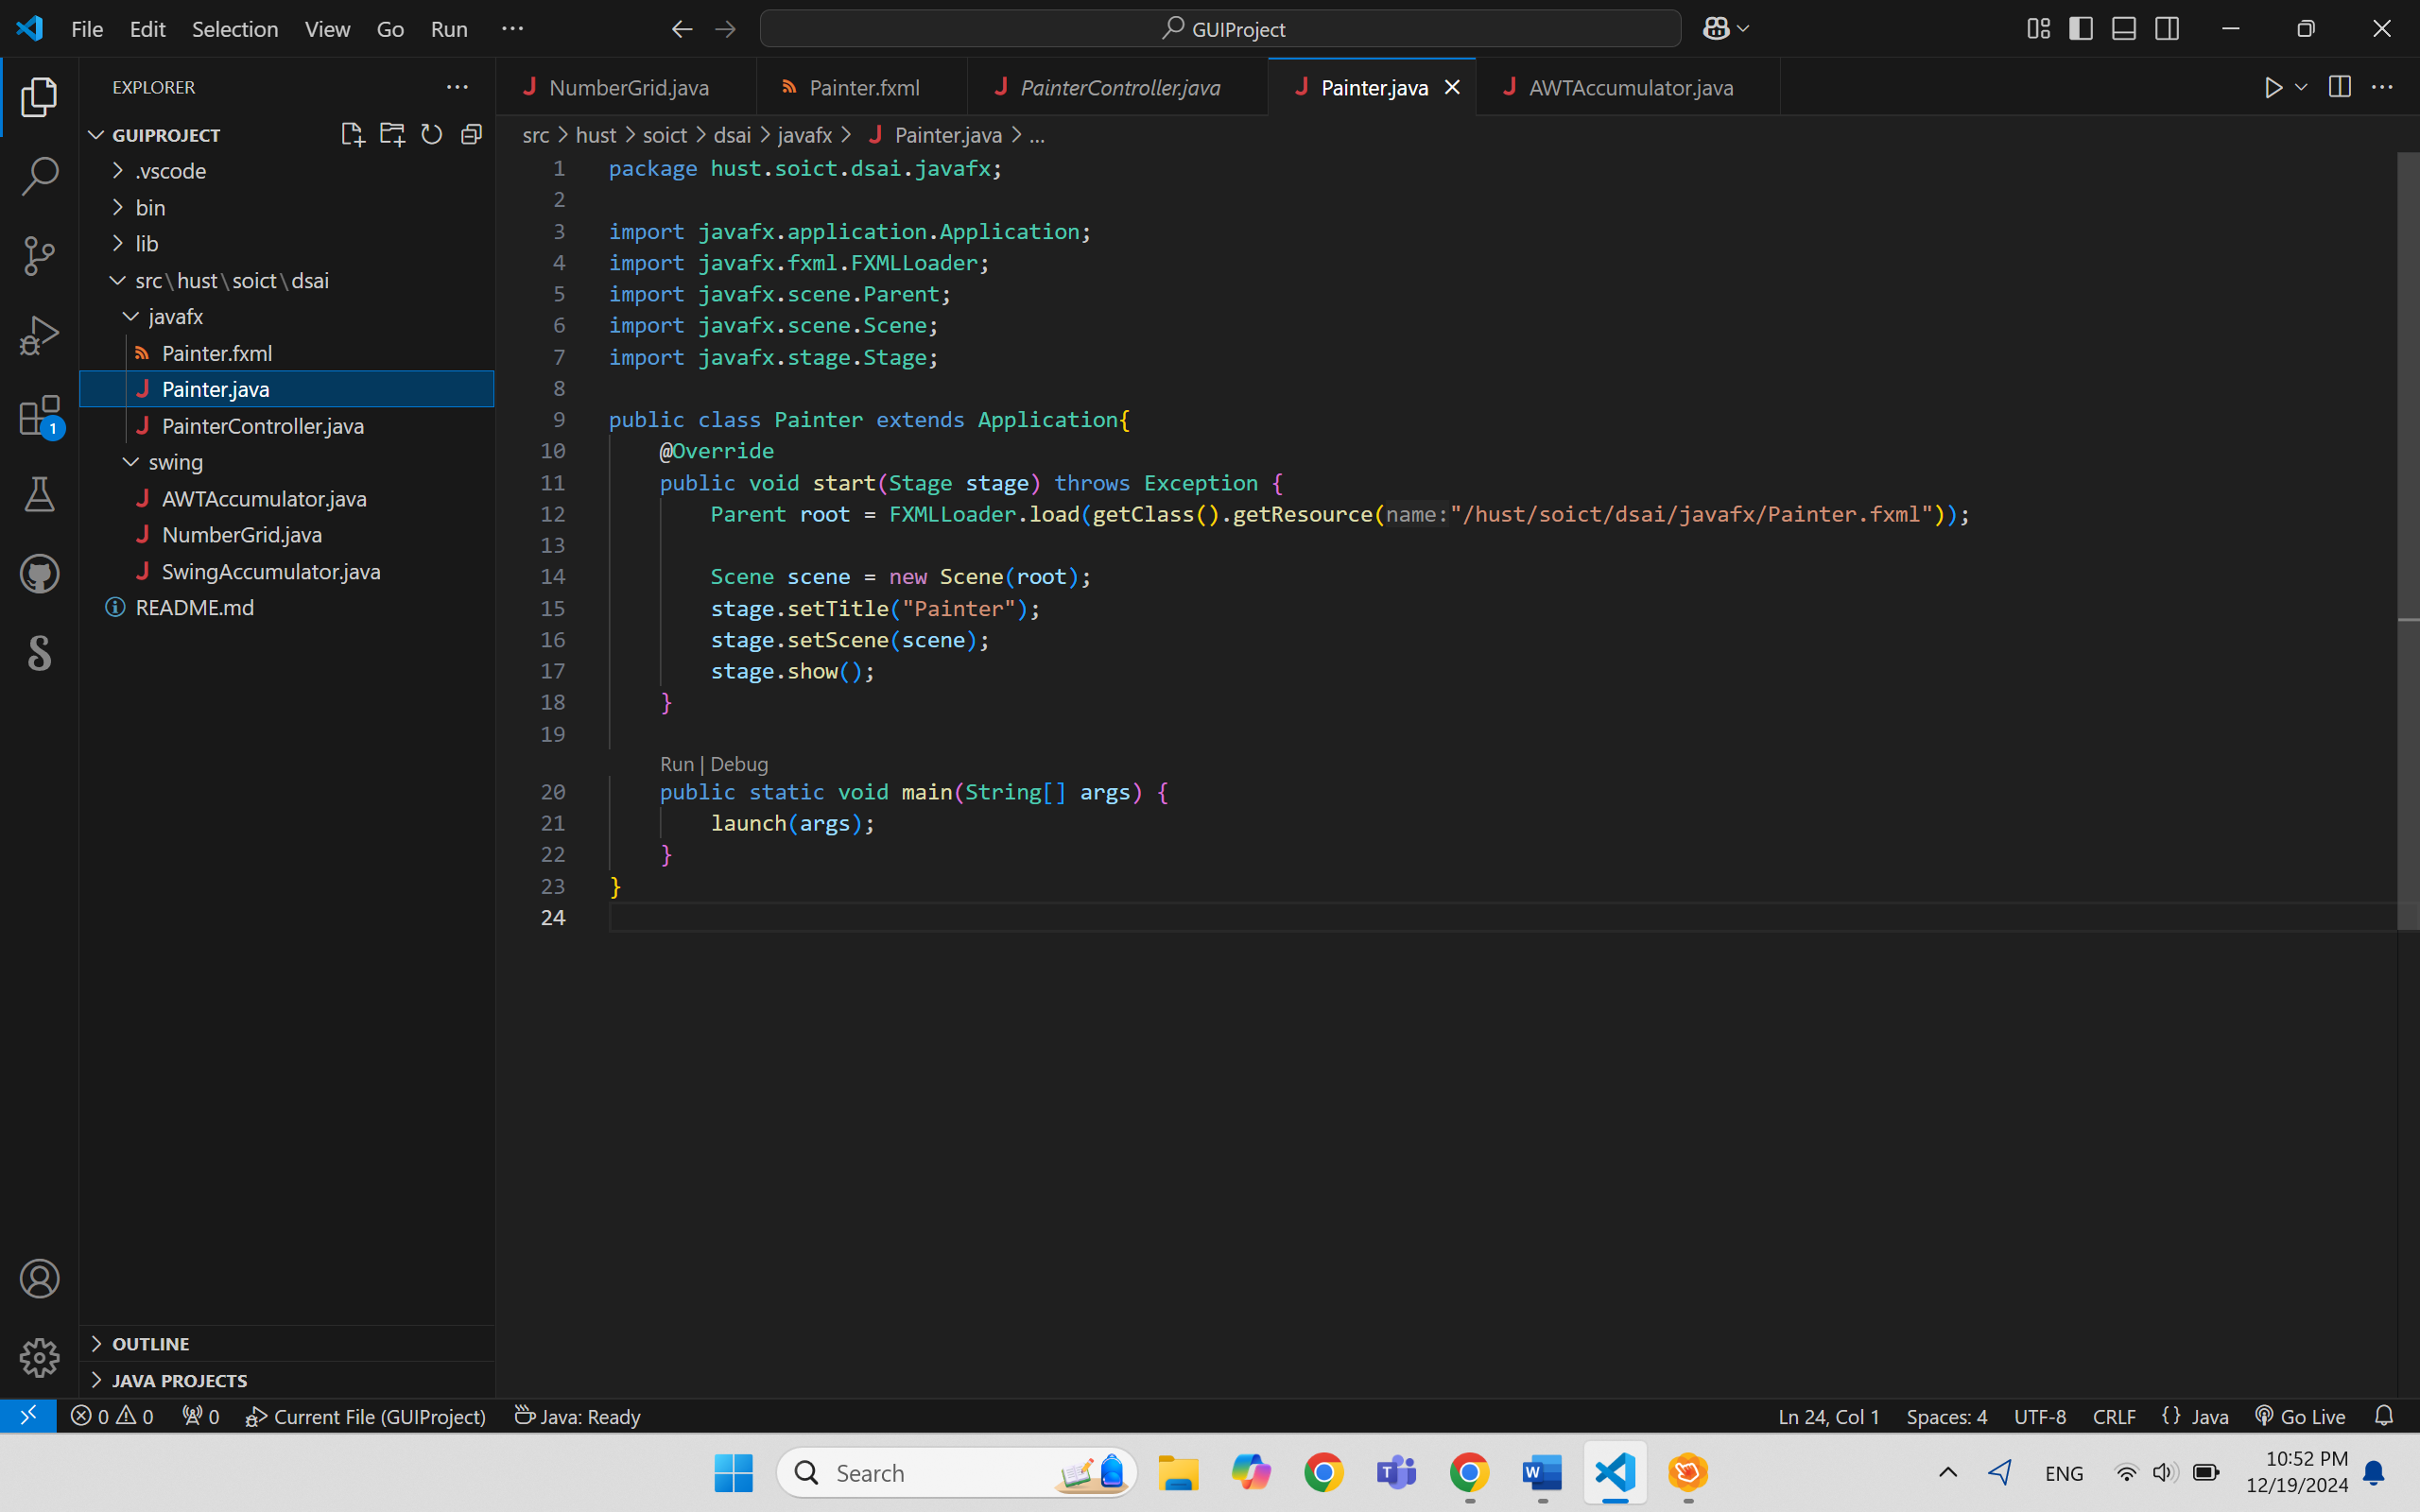 File Edit Selection View Go Run ··· GUIProject
EXPLORER
GUIPROJECT
.vscode
bin
lib
src\hust\soict\dsai
javafx
Painter.fxml
Painter.java
PainterController.java
swing
AWTAccumulator.java
NumberGrid.java
SwingAccumulator.java
README.md
OUTLINE
JAVA PROJECTS
1
NumberGrid.java Painter.fxml PainterController.java Painter.java AWTAccumulator.java
src > hust > soict > dsai > javafx > Painter.java > ...
1 package hust.soict.dsai.javafx;
2
3 import javafx.application.Application;
4 import javafx.fxml.FXMLLoader;
5 import javafx.scene.Parent;
6 import javafx.scene.Scene;
7 import javafx.stage.Stage;
8
9 public class Painter extends Application{
10 @Override
11 public void start(Stage stage) throws Exception {
12 Parent root = FXMLLoader.load(getClass().getResource(name:"/hust/soict/dsai/javafx/Painter.fxml"));
13
14 Scene scene = new Scene(root);
15 stage.setTitle("Painter");
16 stage.setScene(scene);
17 stage.show();
18 }
19
Run | Debug
20 public static void main(String[] args) {
21 launch(args);
22 }
23 }
24
0 0 0 Current File (GUIProject) Java: Ready Ln 24, Col 1 Spaces: 4 UTF-8 CRLF {} Java Go Live
Search ENG 10:52 PM
12/19/2024